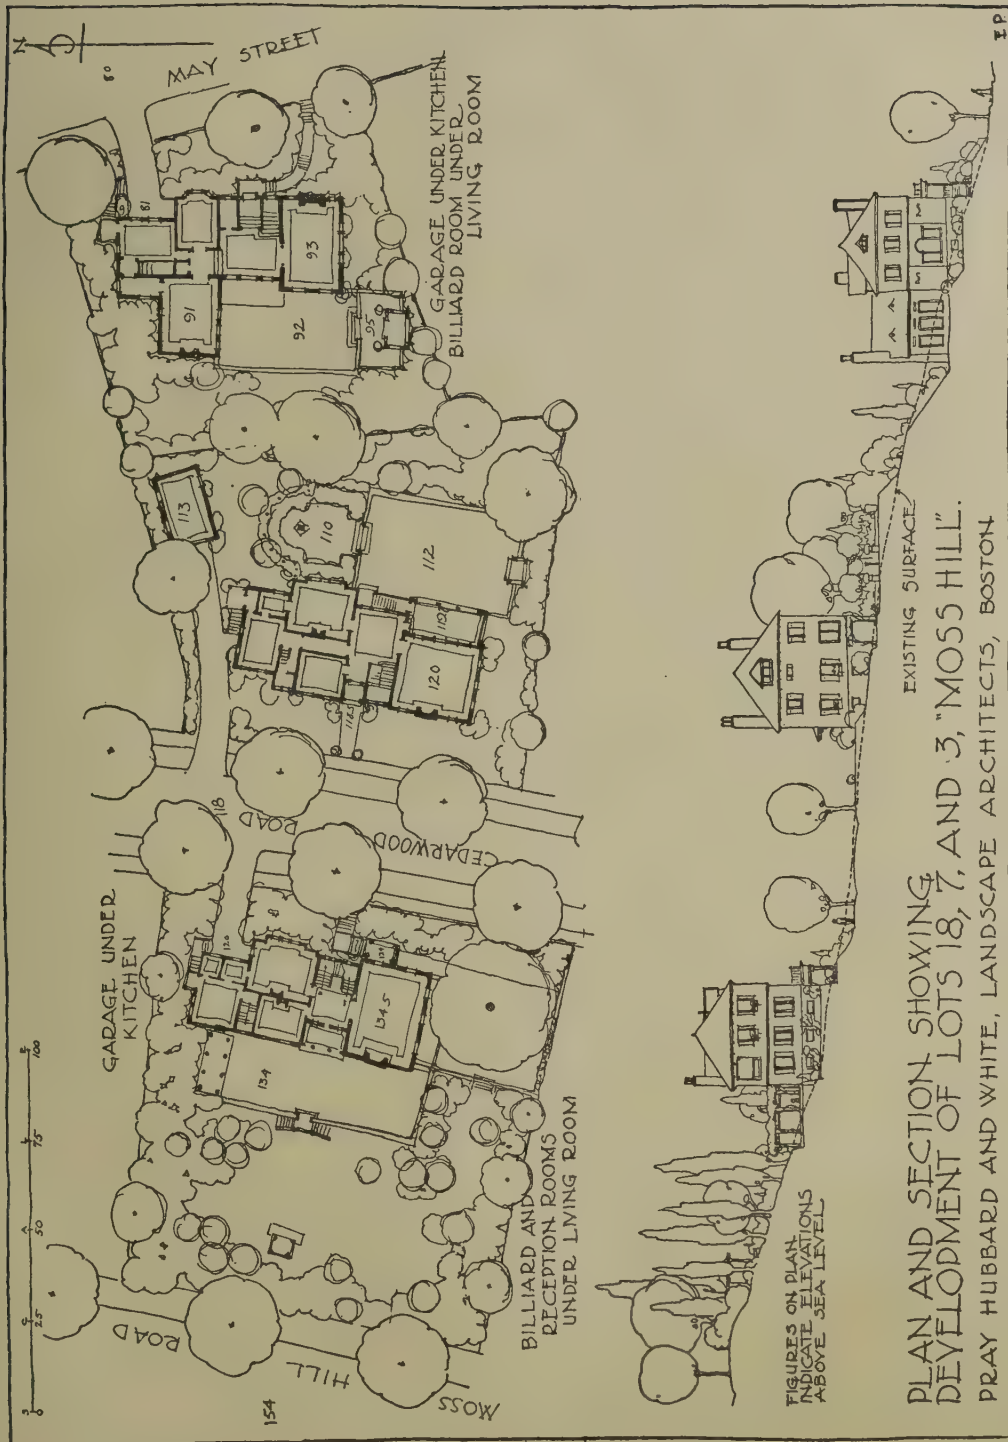 N
MAY STREET
81
91
93
92
95
GARAGE UNDER KITCHEN
BILLIARD ROOM UNDER
LIVING ROOM
113
110
112
120
118
CEDARWOOD
ROAD
GARAGE UNDER
KITCHEN
120
134.5
134
BILLIARD AND
RECEPTION ROOMS
UNDER LIVING ROOM
MOSS HILL ROAD
154
0 25 50 75 100
EXISTING SURFACE
FIGURES ON PLAN
INDICATE ELEVATIONS
ABOVE SEA LEVEL
PLAN AND SECTION SHOWING
DEVELOPMENT OF LOTS 18, 7, AND 3, "MOSS HILL".
PRAY HUBBARD AND WHITE, LANDSCAPE ARCHITECTS, BOSTON